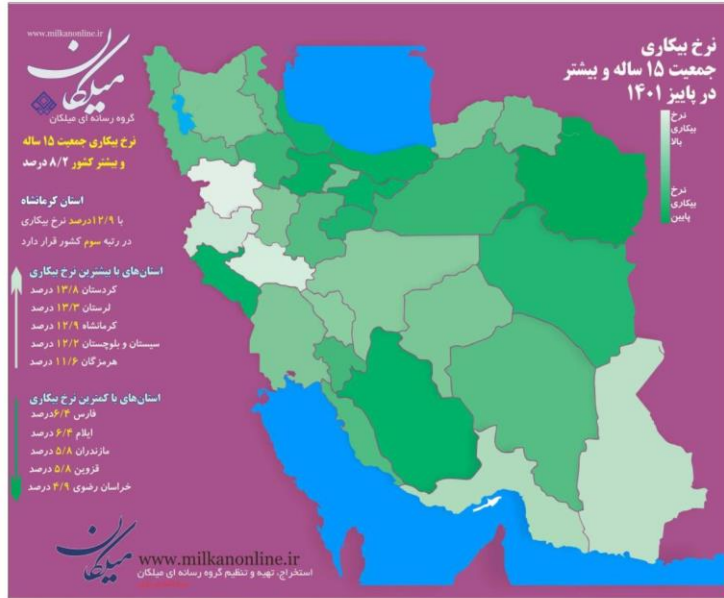 www.milkanonline.ir
میلکان
گروه رسانه ای میلکان
نرخ بیکاری جمعیت ۱۵ ساله
و بیشتر کشور ۸/۲ درصد
استان کرمانشاه
با ۱۲/۹درصد نرخ بیکاری
در رتبه سوم کشور قرار دارد
استان‌های با بیشترین نرخ بیکاری
کردستان ۱۳/۸ درصد
لرستان ۱۳/۳ درصد
کرمانشاه ۱۲/۹ درصد
سیستان و بلوچستان ۱۲/۲ درصد
هرمزگان ۱۱/۶ درصد
استان‌های با کمترین نرخ بیکاری
فارس ۶/۴درصد
ایلام ۶/۴ درصد
مازندران ۵/۸ درصد
قزوین ۵/۸ درصد
خراسان رضوی ۴/۹ درصد
نرخ بیکاری
جمعیت ۱۵ ساله و بیشتر
در پاییز ۱۴۰۱
نرخ
بیکاری
بالا
نرخ
بیکاری
پایین
میلکان
www.milkanonline.ir
استخراج، تهیه و تنظیم گروه رسانه ای میلکان